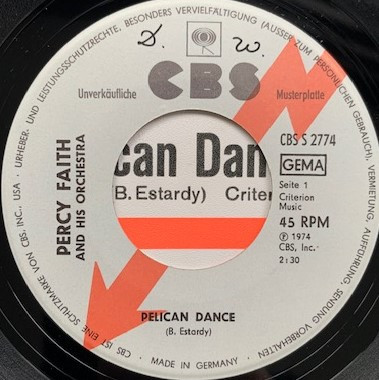 D. W.
CBS
Unverkäufliche Musterplatte
CBS S 2774
GEMA
Seite 1
Criterion
Music
45 RPM
℗ 1974
CBS, Inc.
2:30
PERCY FAITH
AND HIS ORCHESTRA
can Dan
(B. Estardy) Criter
PELICAN DANCE
(B. Estardy)
CBS IST EINE SCHUTZMARKE VON CBS, INC., USA · URHEBER- UND LEISTUNGSSCHUTZRECHTE, BESONDERS VERVIELFÄLTIGUNG (AUSSER ZUM PERSÖNLICHEN GEBRAUCH), VERMIETUNG, AUFFÜHRUNG, SENDUNG VORBEHALTEN
· MADE IN GERMANY ·